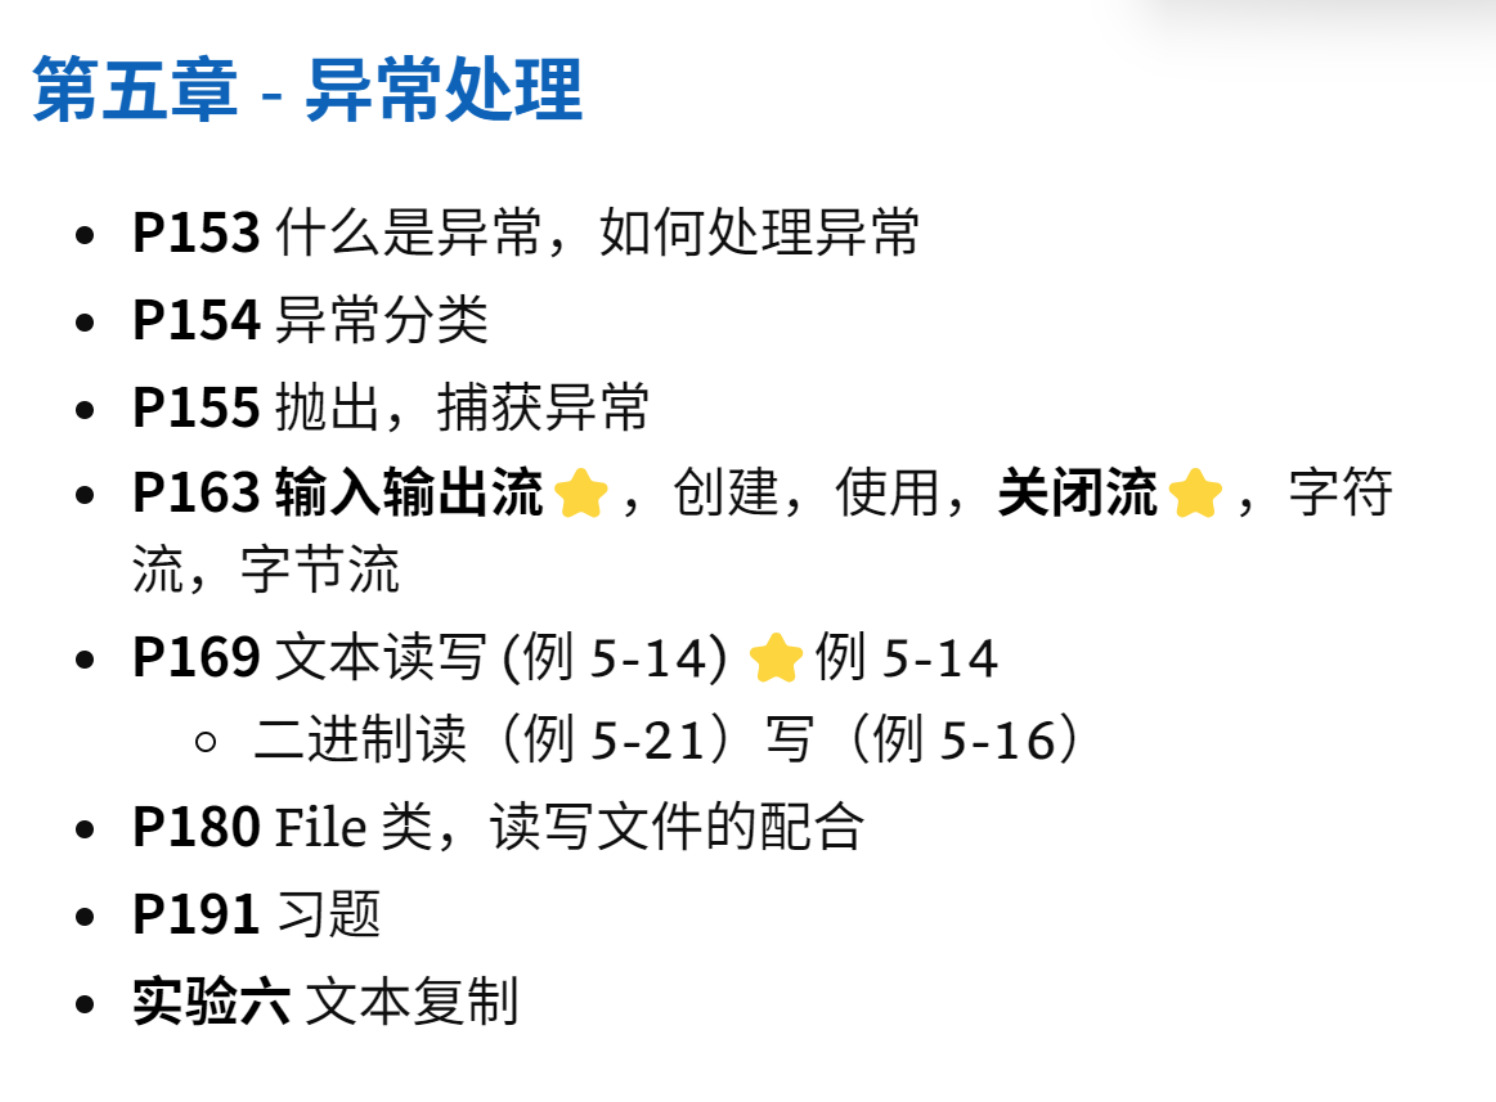 第五章 - 异常处理
• P153 什么是异常，如何处理异常
• P154 异常分类
• P155 抛出，捕获异常
• P163 输入输出流⭐，创建，使用，关闭流⭐，字符
流，字节流
• P169 文本读写 (例 5-14) ⭐例 5-14
◦ 二进制读（例 5-21）写（例 5-16）
• P180 File 类，读写文件的配合
• P191 习题
• 实验六 文本复制